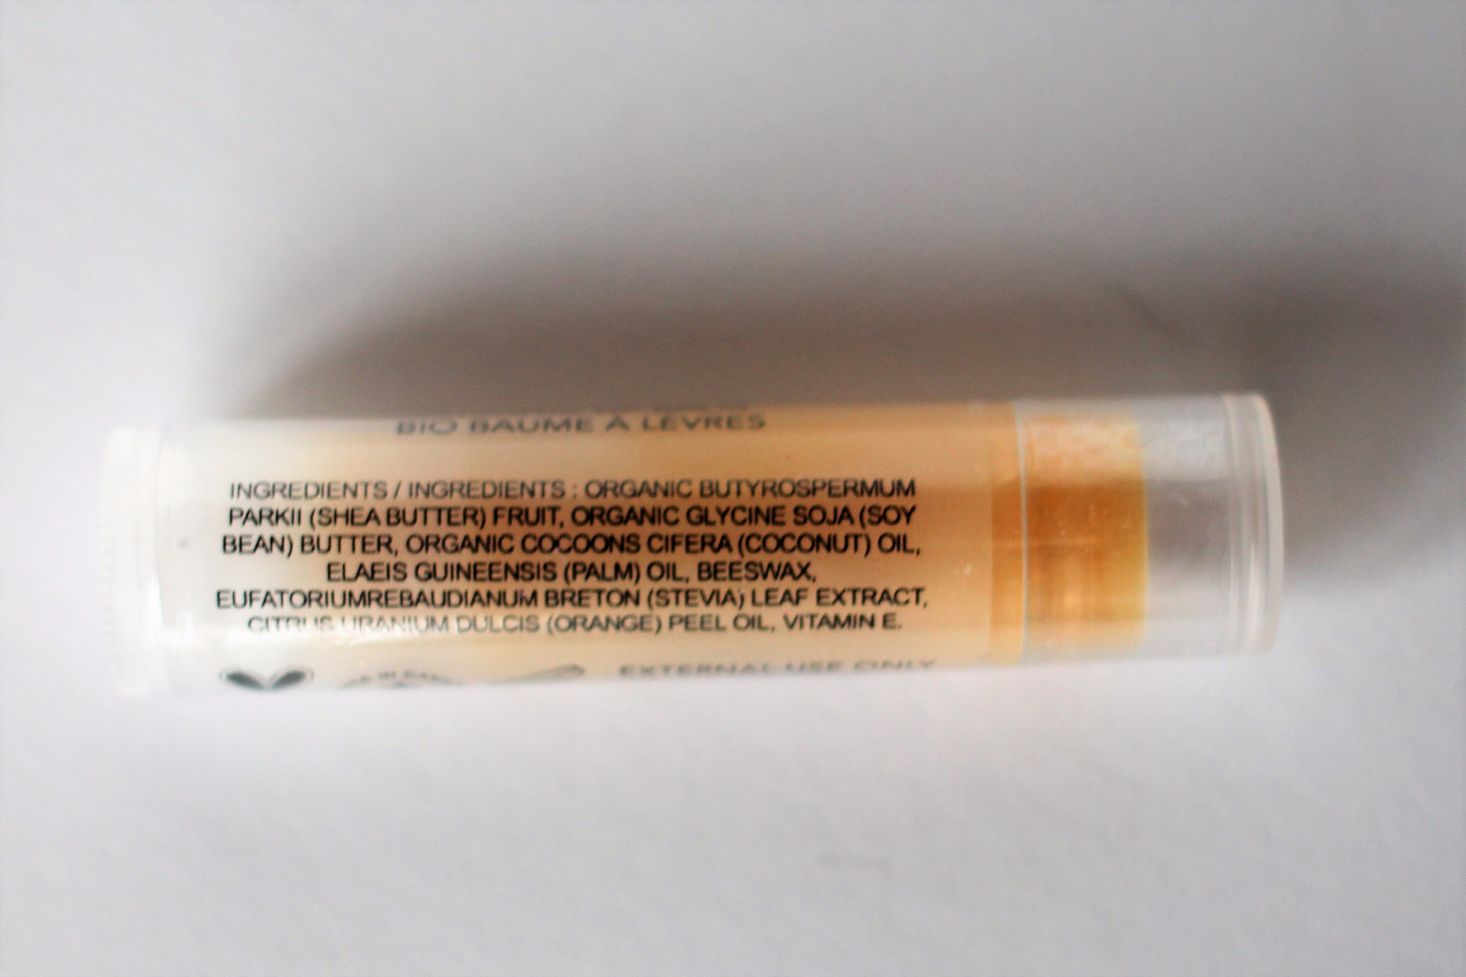 BIO BAUME À LÈVRES
INGREDIENTS / INGREDIENTS : ORGANIC BUTYROSPERMUM
PARKII (SHEA BUTTER) FRUIT, ORGANIC GLYCINE SOJA (SOY
BEAN) BUTTER, ORGANIC COCOONS CIFERA (COCONUT) OIL,
ELAEIS GUINEENSIS (PALM) OIL, BEESWAX,
EUFATORIUMREBAUDIANUM BRETON (STEVIA) LEAF EXTRACT,
CITRUS URANIUM DULCIS (ORANGE) PEEL OIL, VITAMIN E.
EXTERNAL USE ONLY